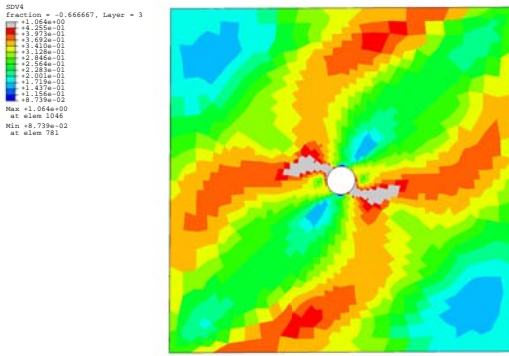 SDV4
fraction = -0.666667, Layer = 3
+1.064e+00
+4.255e-01
+3.973e-01
+3.692e-01
+3.410e-01
+3.128e-01
+2.846e-01
+2.564e-01
+2.283e-01
+2.001e-01
+1.719e-01
+1.437e-01
+1.156e-01
+8.739e-02
Max +1.064e+00
at elem 1046
Min +8.739e-02
at elem 781